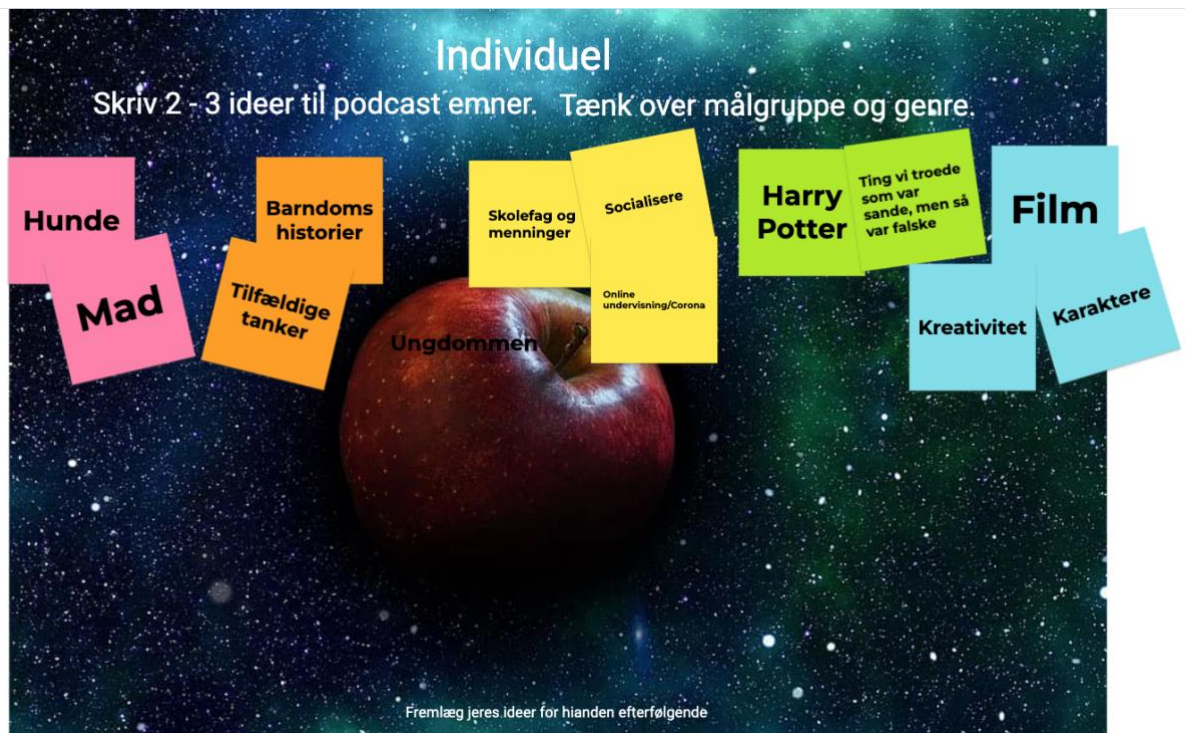 Individuel
Skriv 2 - 3 ideer til podcast emner. Tænk over målgruppe og genre.
Hunde
Mad
Barndoms
historier
Tilfældige
tanker
Skolefag og
menninger
Socialisere
Online
undervisning/Corona
Ungdommen
Harry
Potter
Ting vi troede
som var
sande, men så
var falske
Film
Kreativitet
Karaktere
Fremlæg jeres ideer for hianden efterfølgende